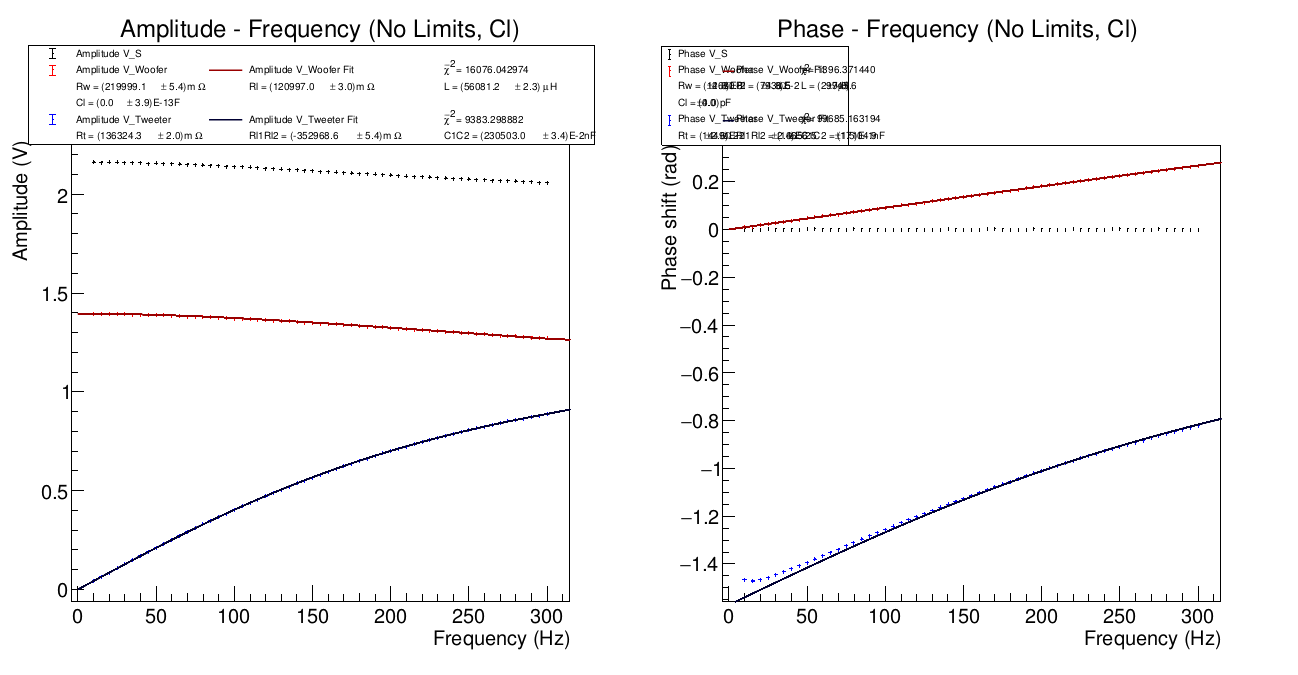 Amplitude - Frequency (No Limits, Cl)
Amplitude V_S
Amplitude V_Woofer Amplitude V_Woofer Fit χ̃² = 16076.042974
Rw = (219999.1 ± 5.4)m Ω Rl = (120997.0 ± 3.0)m Ω L = (56081.2 ± 2.3) μH
Cl = (0.0 ± 3.9)E-13F
Amplitude V_Tweeter Amplitude V_Tweeter Fit χ̃² = 9383.298882
Rt = (136324.3 ± 2.0)m Ω Rl1Rl2 = (-352968.6 ± 5.4)m Ω C1C2 = (230503.0 ± 3.4)E-2nF
Amplitude (V)
2
1.5
1
0.5
0
0 50 100 150 200 250 300
Frequency (Hz)
Phase - Frequency (No Limits, Cl)
Phase V_S
Phase shift (rad)
0.2
0
−0.2
−0.4
−0.6
−0.8
−1
−1.2
−1.4
0 50 100 150 200 250 300
Frequency (Hz)